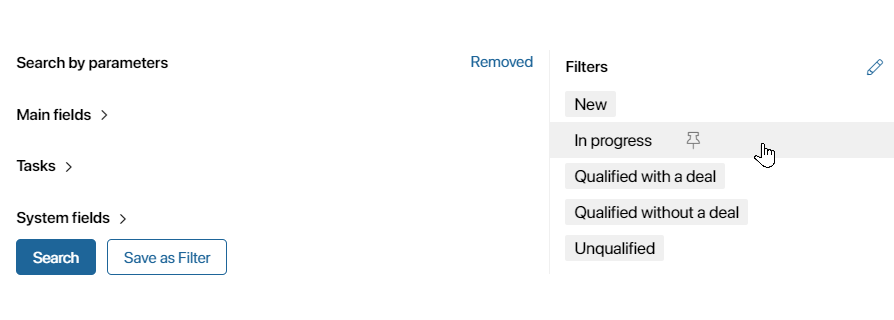 Search by parameters
Removed
Main fields
Tasks
System fields
Search
Save as Filter
Filters
New
In progress
Qualified with a deal
Qualified without a deal
Unqualified